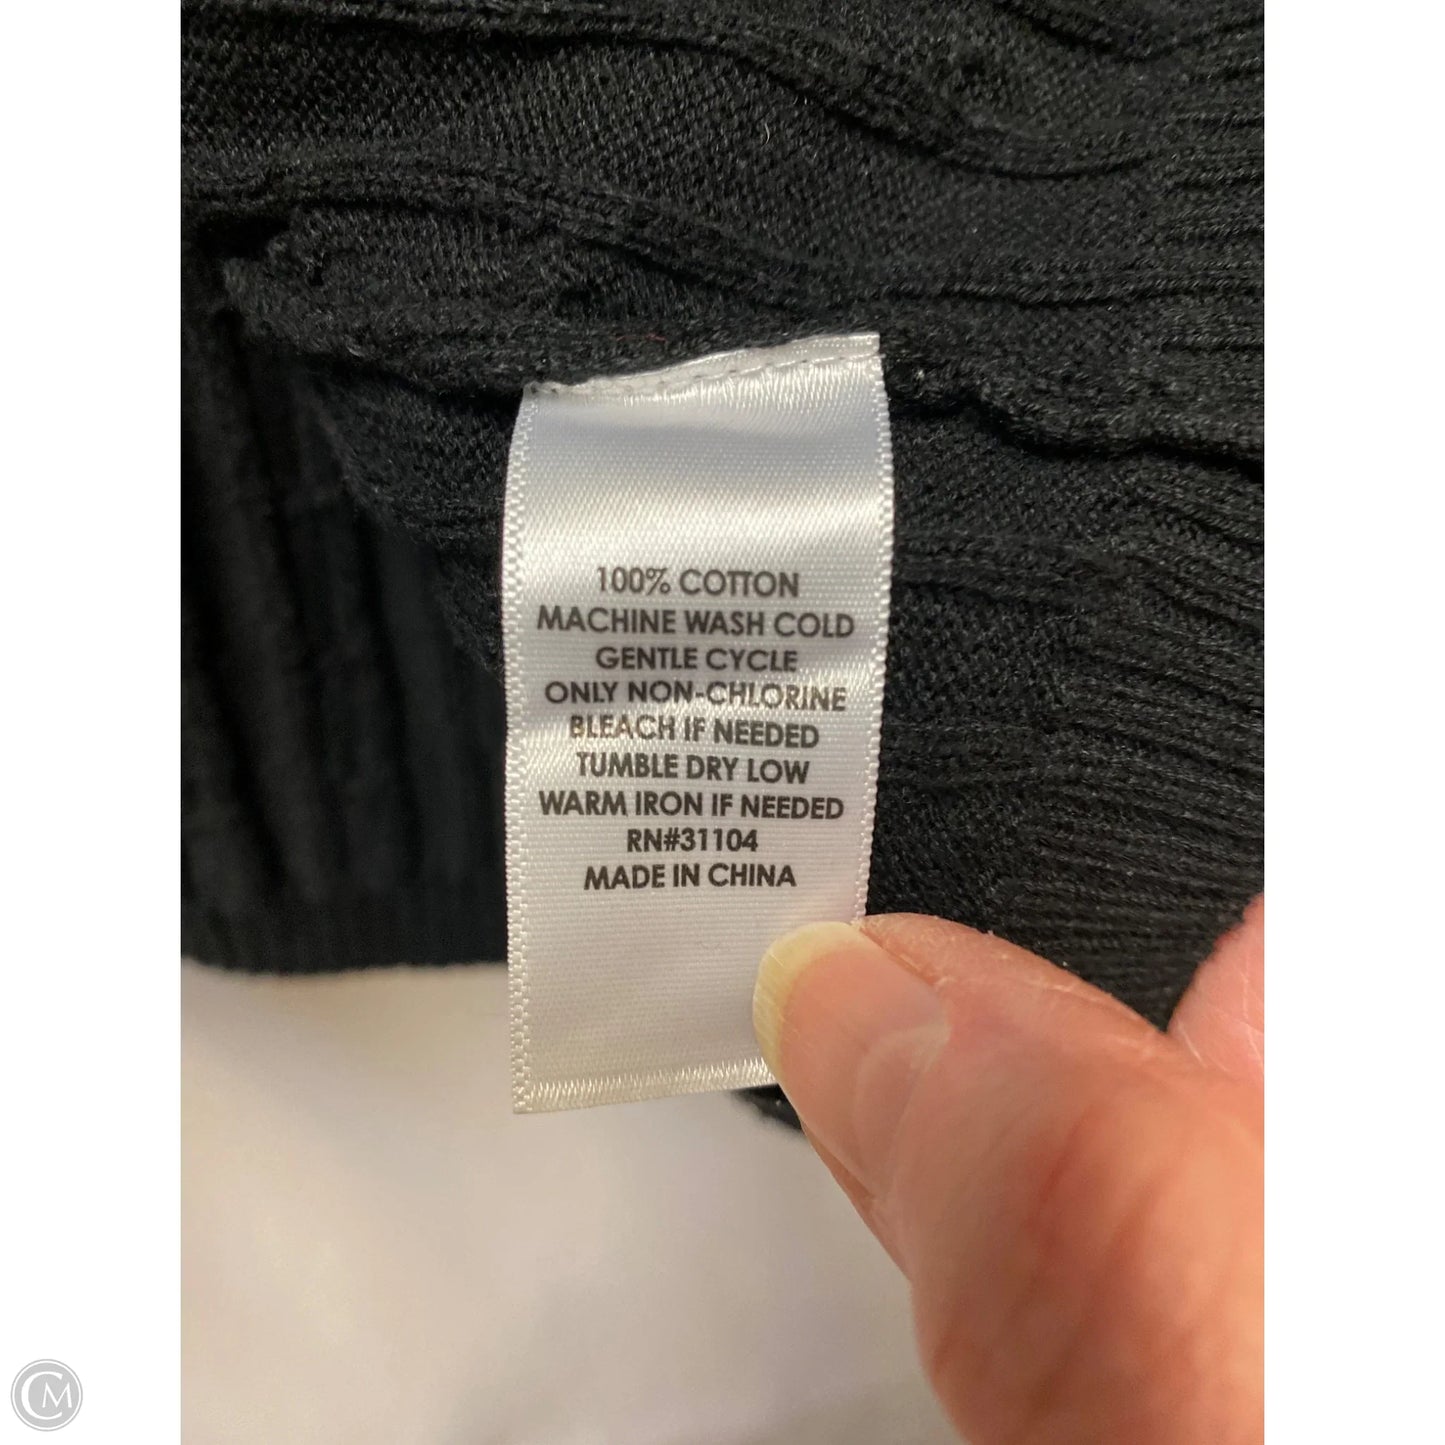 100% COTTON
MACHINE WASH COLD
GENTLE CYCLE
ONLY NON-CHLORINE
BLEACH IF NEEDED
TUMBLE DRY LOW
WARM IRON IF NEEDED
RN#31104
MADE IN CHINA
CM